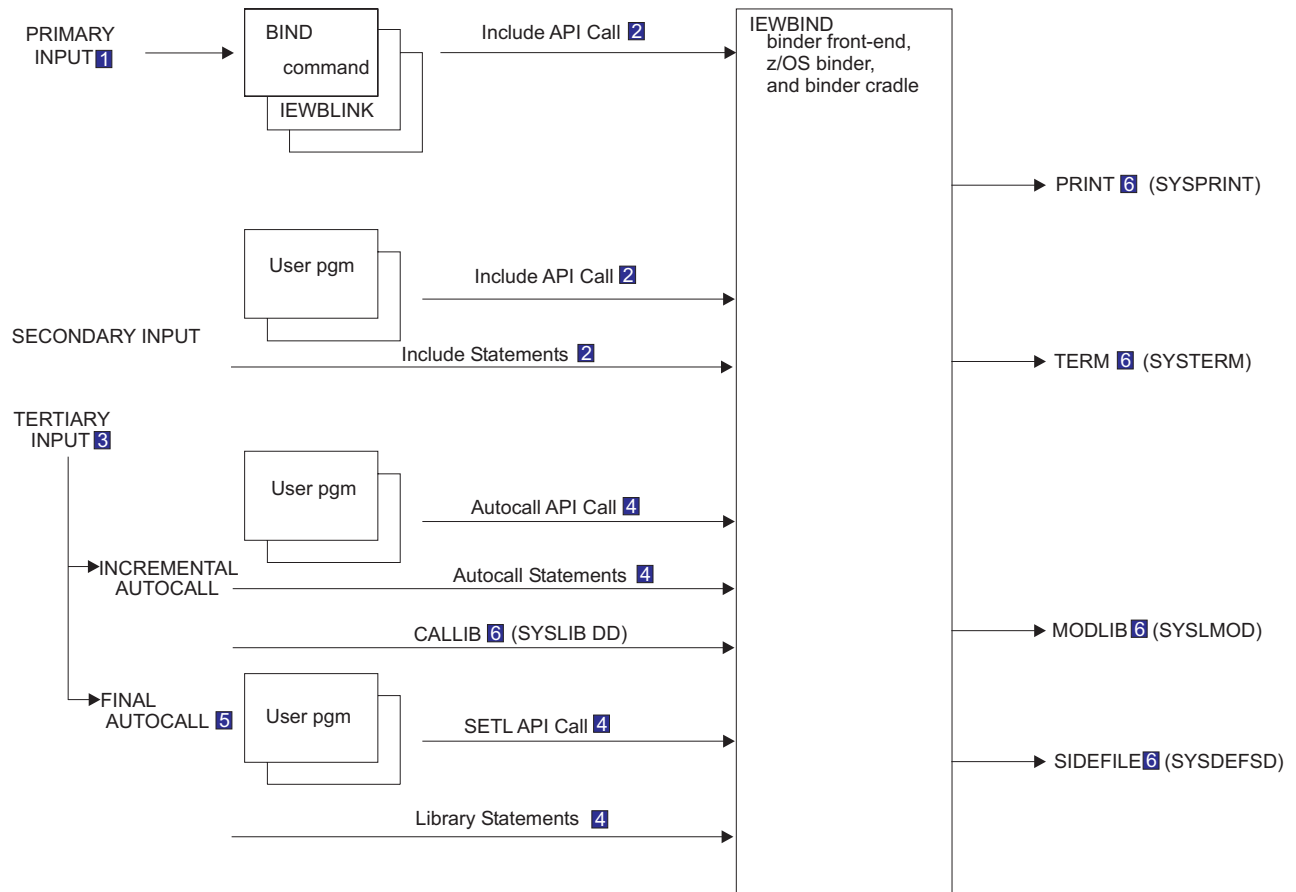 PRIMARY
INPUT 1
BIND
command
IEWBLINK
Include API Call 2
IEWBIND
binder front-end,
z/OS binder,
and binder cradle
PRINT 6 (SYSPRINT)
User pgm
Include API Call 2
SECONDARY INPUT
Include Statements 2
TERM 6 (SYSTERM)
TERTIARY
INPUT 3
User pgm
Autocall API Call 4
INCREMENTAL
AUTOCALL
Autocall Statements 4
CALLIB 6 (SYSLIB DD)
MODLIB 6 (SYSLMOD)
FINAL
AUTOCALL 5
User pgm
SETL API Call 4
SIDEFILE 6 (SYSDEFSD)
Library Statements 4